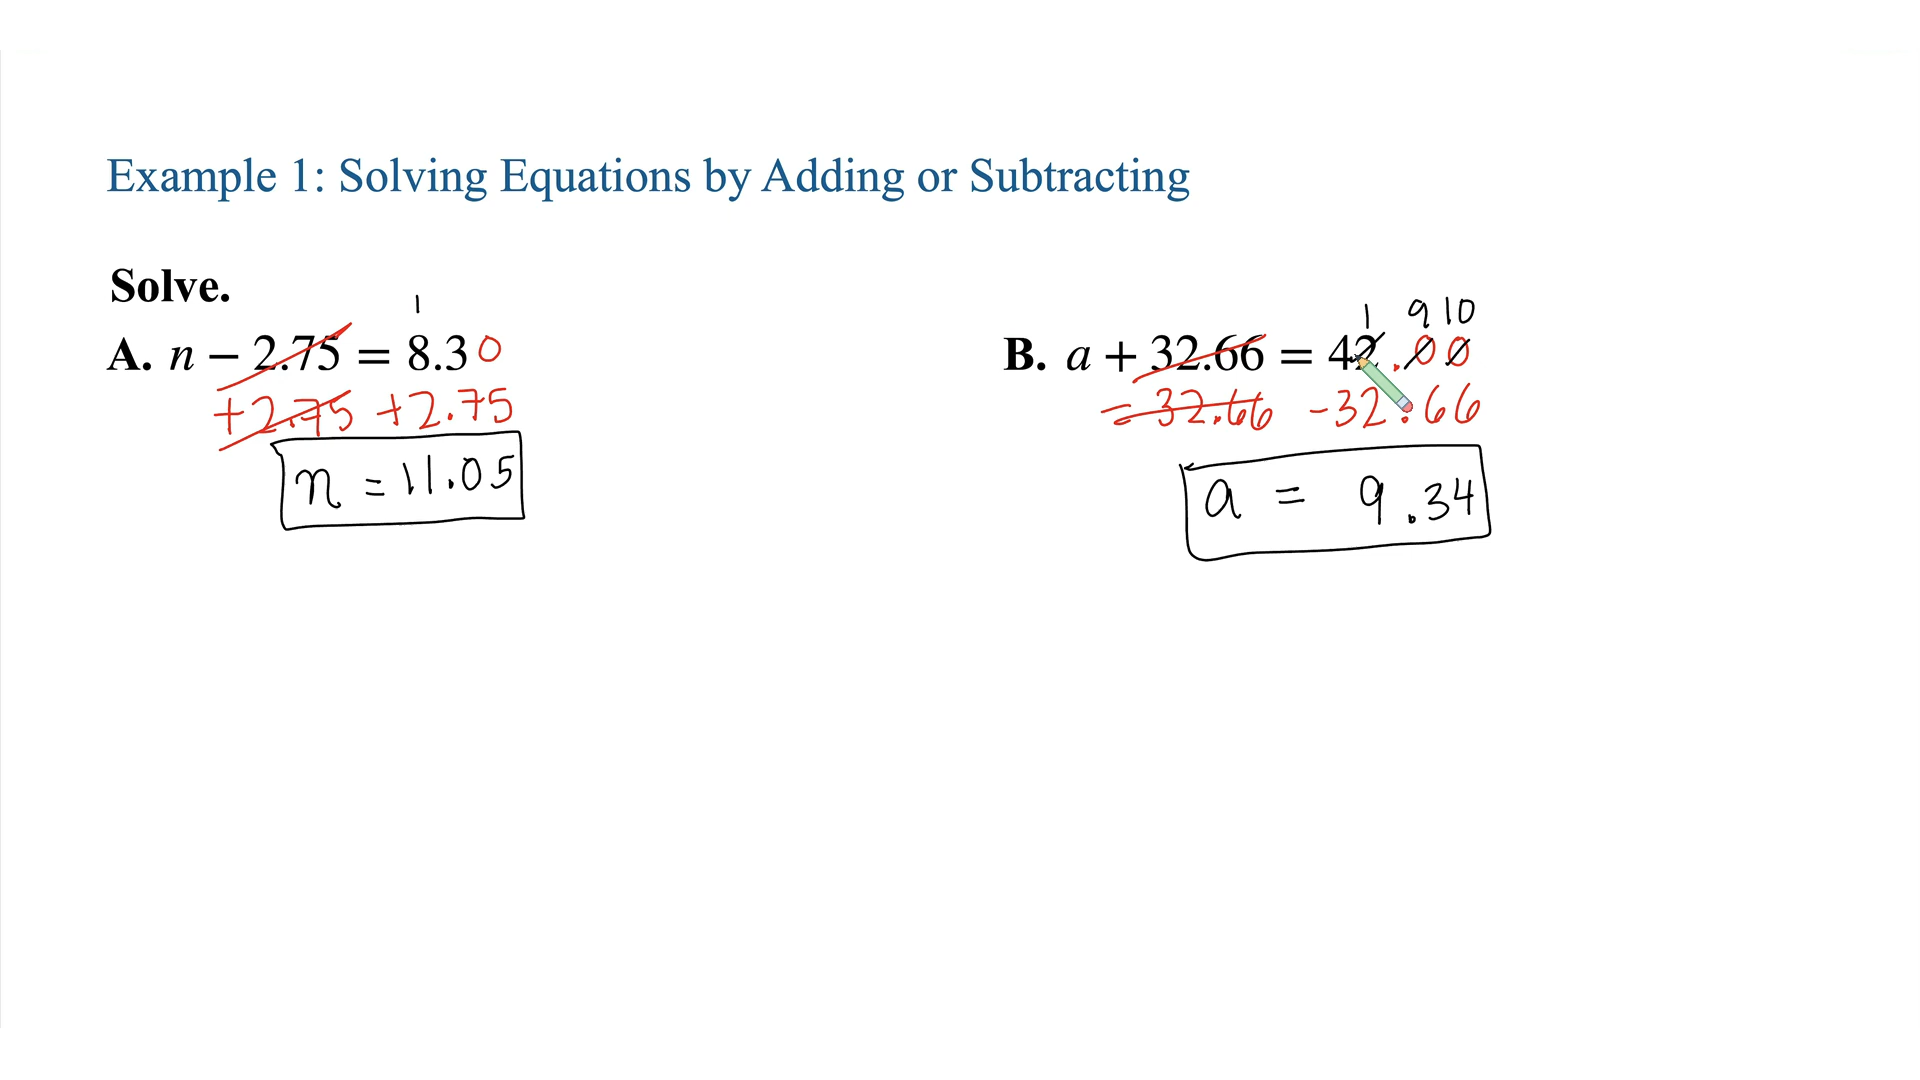 Example 1: Solving Equations by Adding or Subtracting
Solve.
1
A. n − 2.75 = 8.30
+2.75 +2.75
n = 11.05
1 9 10
B. a + 32.66 = 42.00
- 32.66 -32.66
a = 9.34